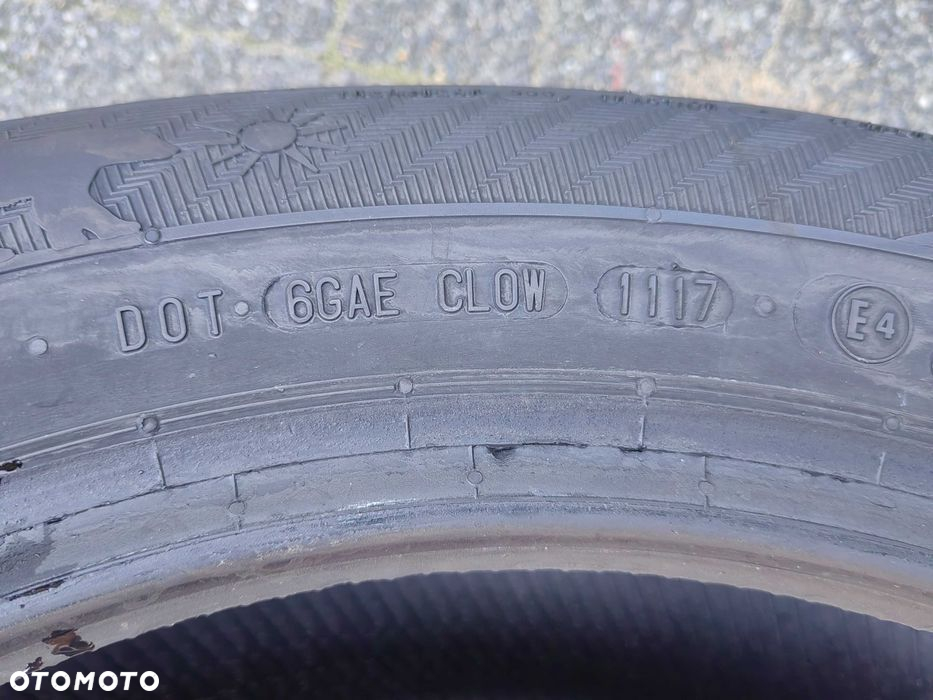 DOT 6GAE CLOW 1117 E4
OTOMOTO